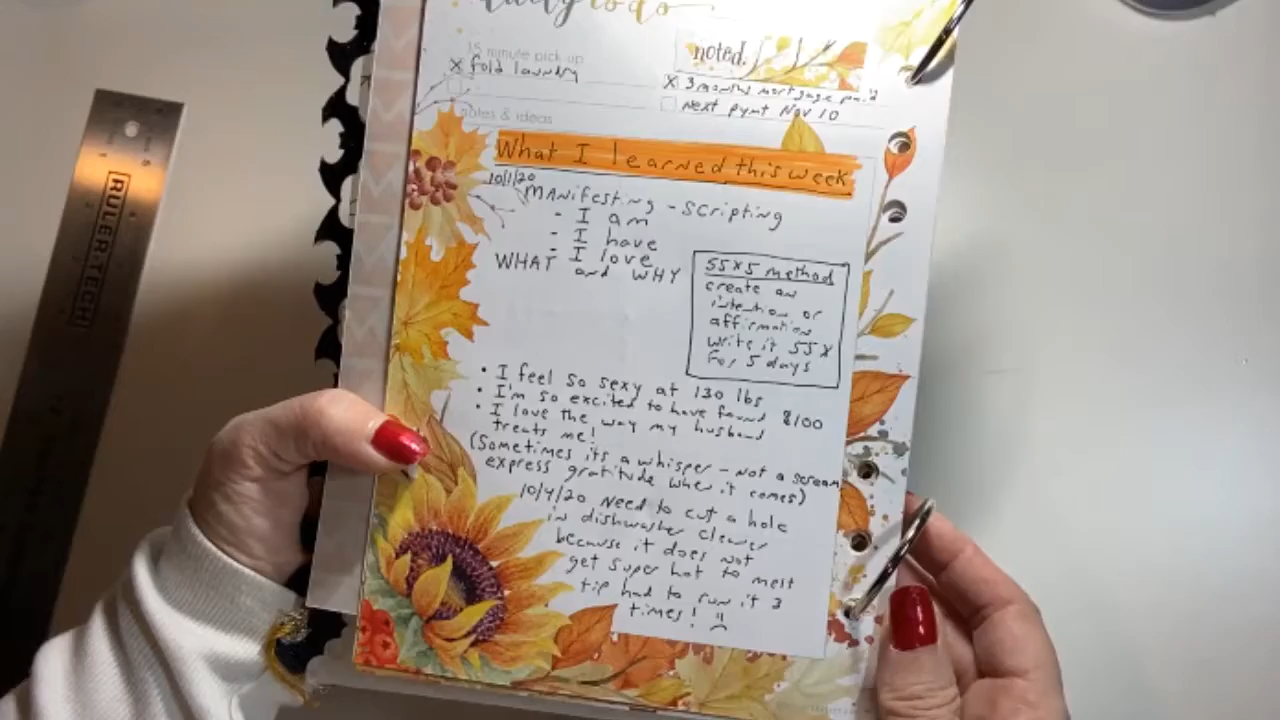 daily to do
15 minute pick up
x fold laundry
noted.
x 3 months mortgage paid
Next pymt Nov 10
notes & ideas
What I learned this week
10/1/20
MANifesting - Scripting
- I am
- I have
- I love
WHAT and WHY
55x5 method
create an
intention or
affirmation
write it 55x
For 5 days
• I feel so sexy at 130 lbs
• I'm so excited to have found $100
• I love the way my husband
treats me!
(Sometimes its a whisper - not a scream
express gratitude when it comes)
10/4/20 Need to cut a hole
in dishwasher cleaner
because it does not
get super hot to melt
tip had to run it 3
times!
RULER-TECH